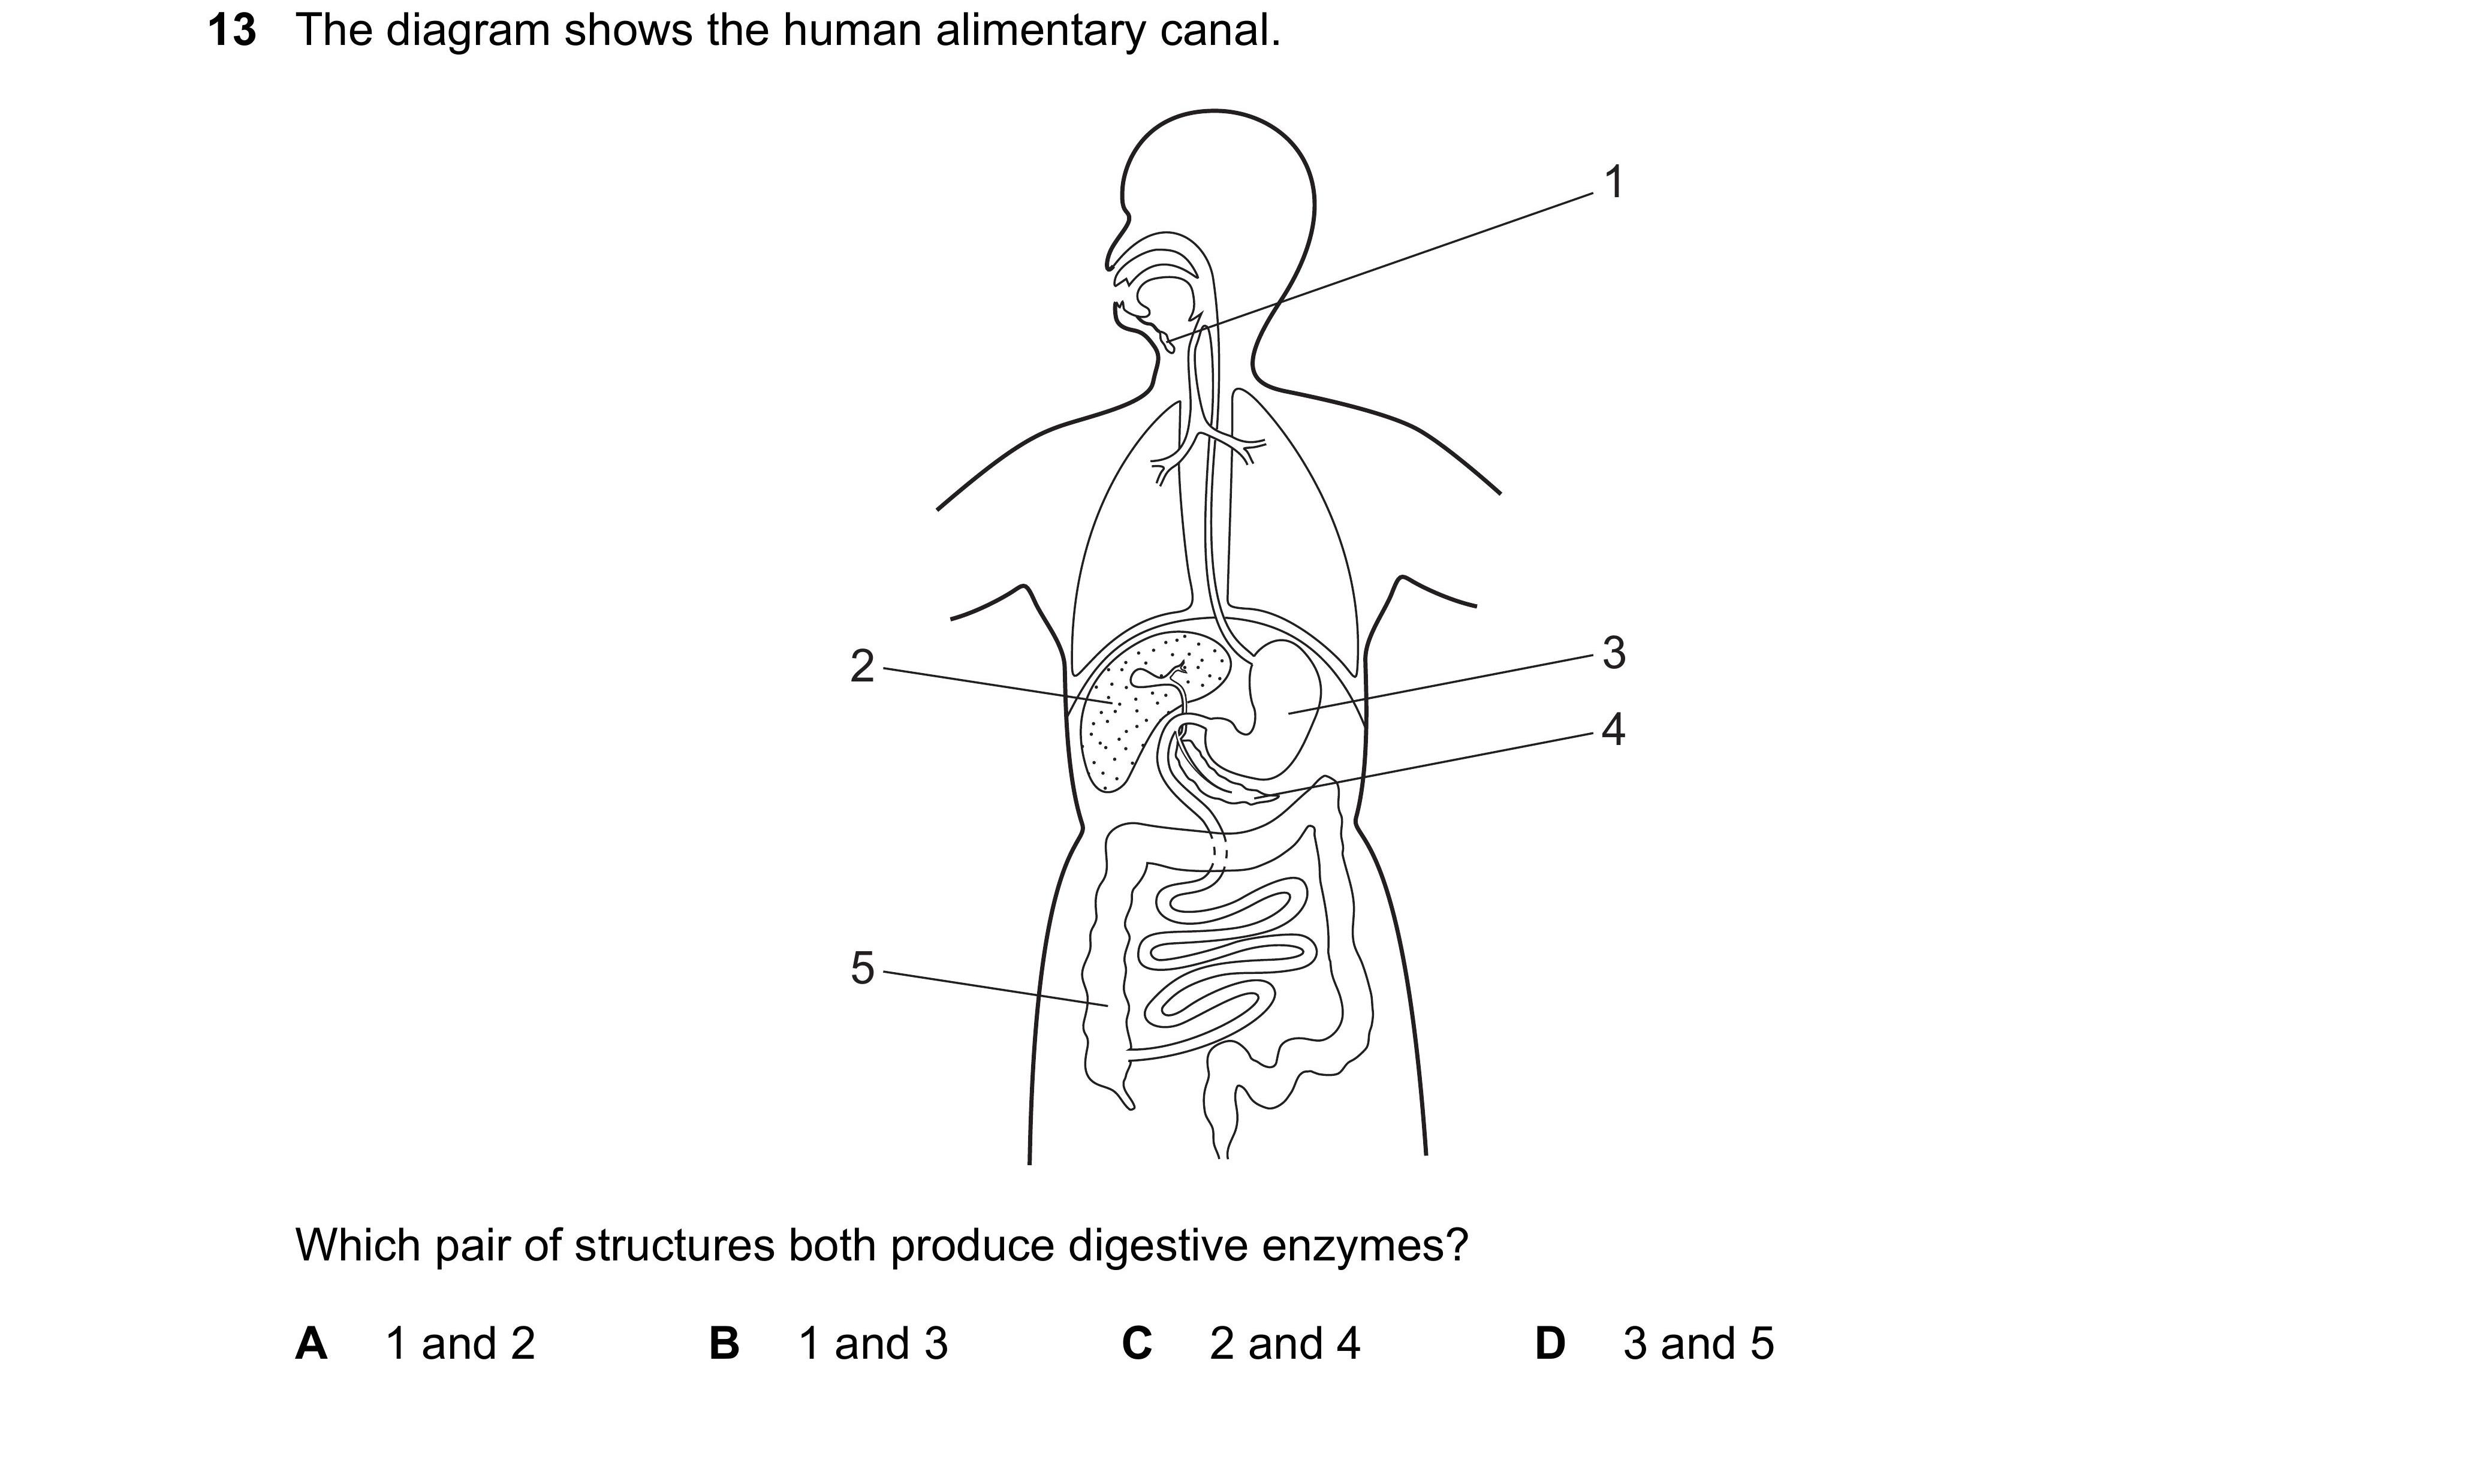 13 The diagram shows the human alimentary canal.
1
2
3
4
5
Which pair of structures both produce digestive enzymes?
A 1 and 2 B 1 and 3 C 2 and 4 D 3 and 5